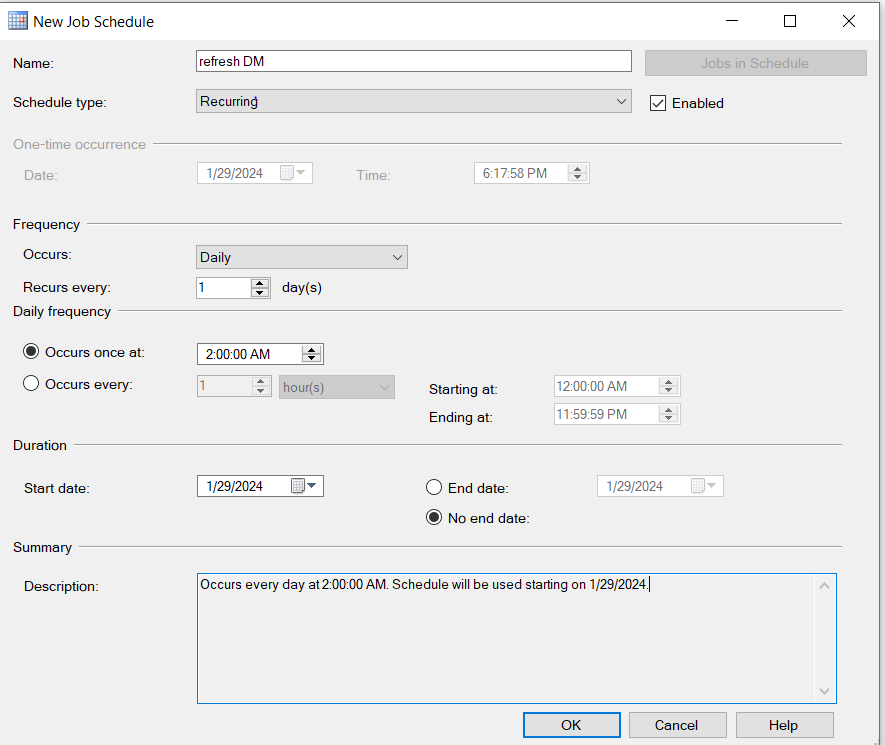 New Job Schedule
Name: refresh DM Jobs in Schedule
Schedule type: Recurring Enabled
One-time occurrence
Date: 1/29/2024 Time: 6:17:58 PM
Frequency
Occurs: Daily
Recurs every: 1 day(s)
Daily frequency
Occurs once at: 2:00:00 AM
Occurs every: 1 hour(s) Starting at: 12:00:00 AM
Ending at: 11:59:59 PM
Duration
Start date: 1/29/2024 End date: 1/29/2024
No end date:
Summary
Description: Occurs every day at 2:00:00 AM. Schedule will be used starting on 1/29/2024.
OK Cancel Help